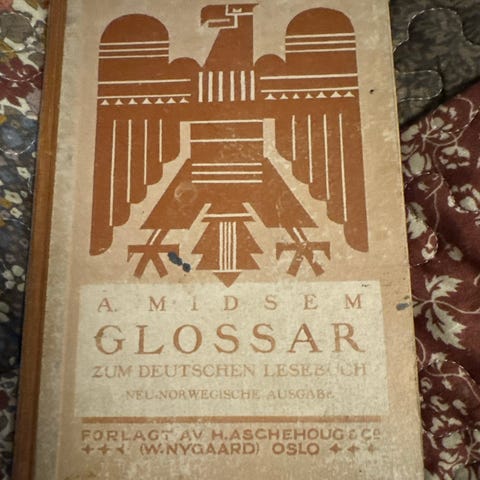 A. MIDSEM
GLOSSAR
ZUM DEUTSCHEN LESEBUCH
NEU-NORWEGISCHE AUSGABE
FORLAGT AV H. ASCHEHOUG & Cº
(W. NYGAARD) OSLO